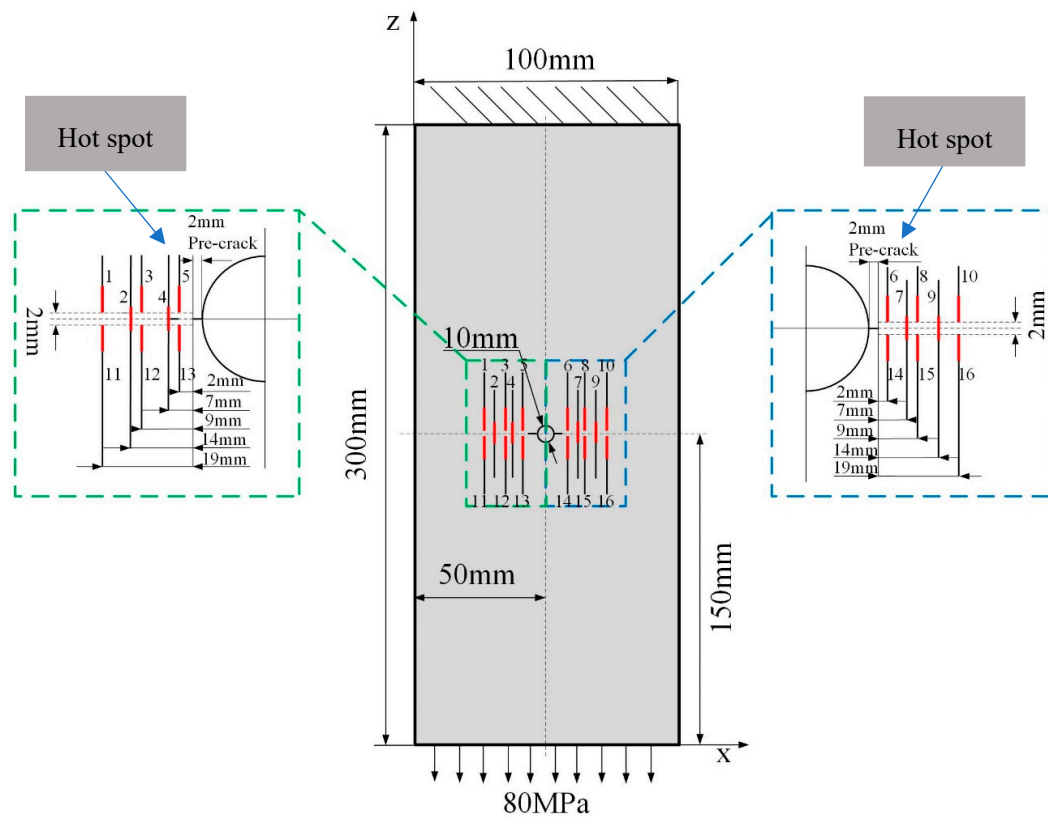 z
100mm
Hot spot
Hot spot
2mm
Pre-crack
1 3 5
2 4
2mm
11 12 13
2mm
7mm
9mm
14mm
19mm
2mm
Pre-crack
6 8 10
7 9
2mm
14 15 16
2mm
7mm
9mm
14mm
19mm
10mm
1 3 5 6 8 10
2 4 7 9
11 12 13 14 15 16
300mm
50mm
150mm
x
80MPa